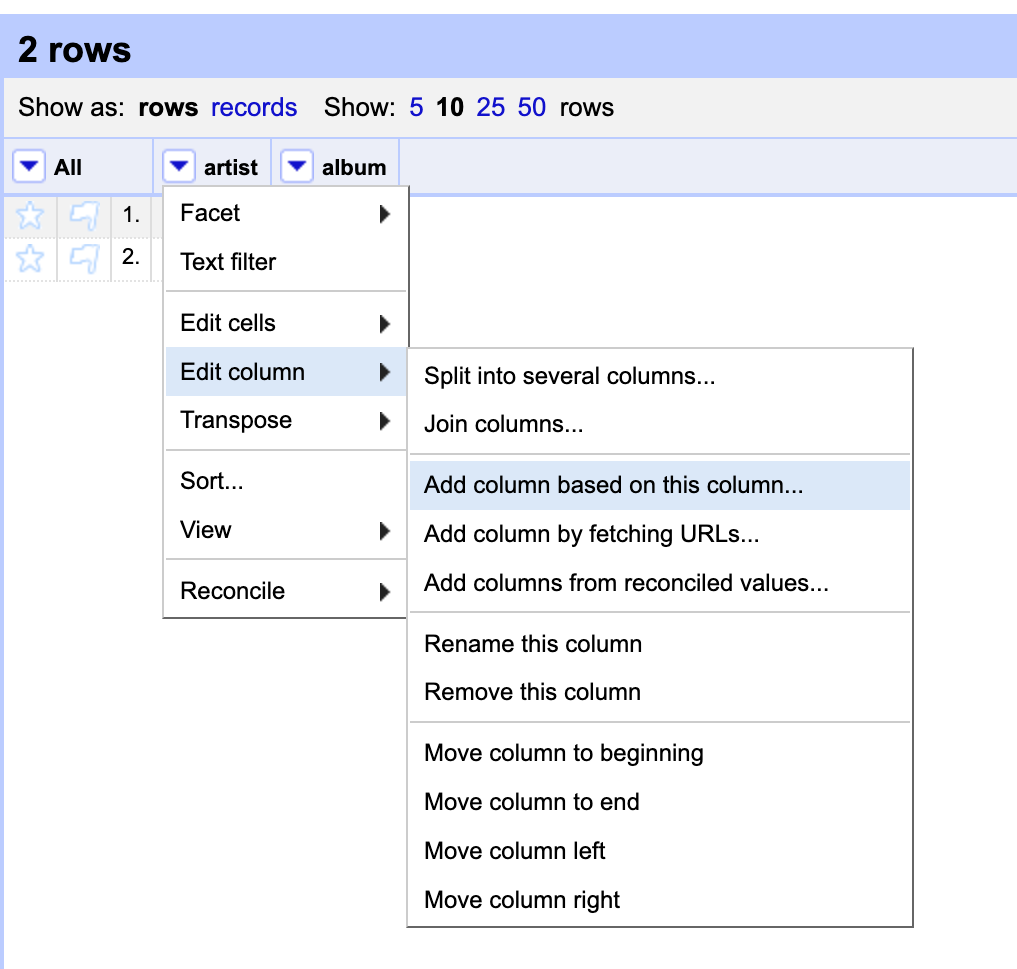 2 rows
Show as: rows records Show: 5 10 25 50 rows
All artist album
1.
2.
Facet
Text filter
Edit cells
Edit column
Transpose
Sort...
View
Reconcile
Split into several columns...
Join columns...
Add column based on this column...
Add column by fetching URLs...
Add columns from reconciled values...
Rename this column
Remove this column
Move column to beginning
Move column to end
Move column left
Move column right